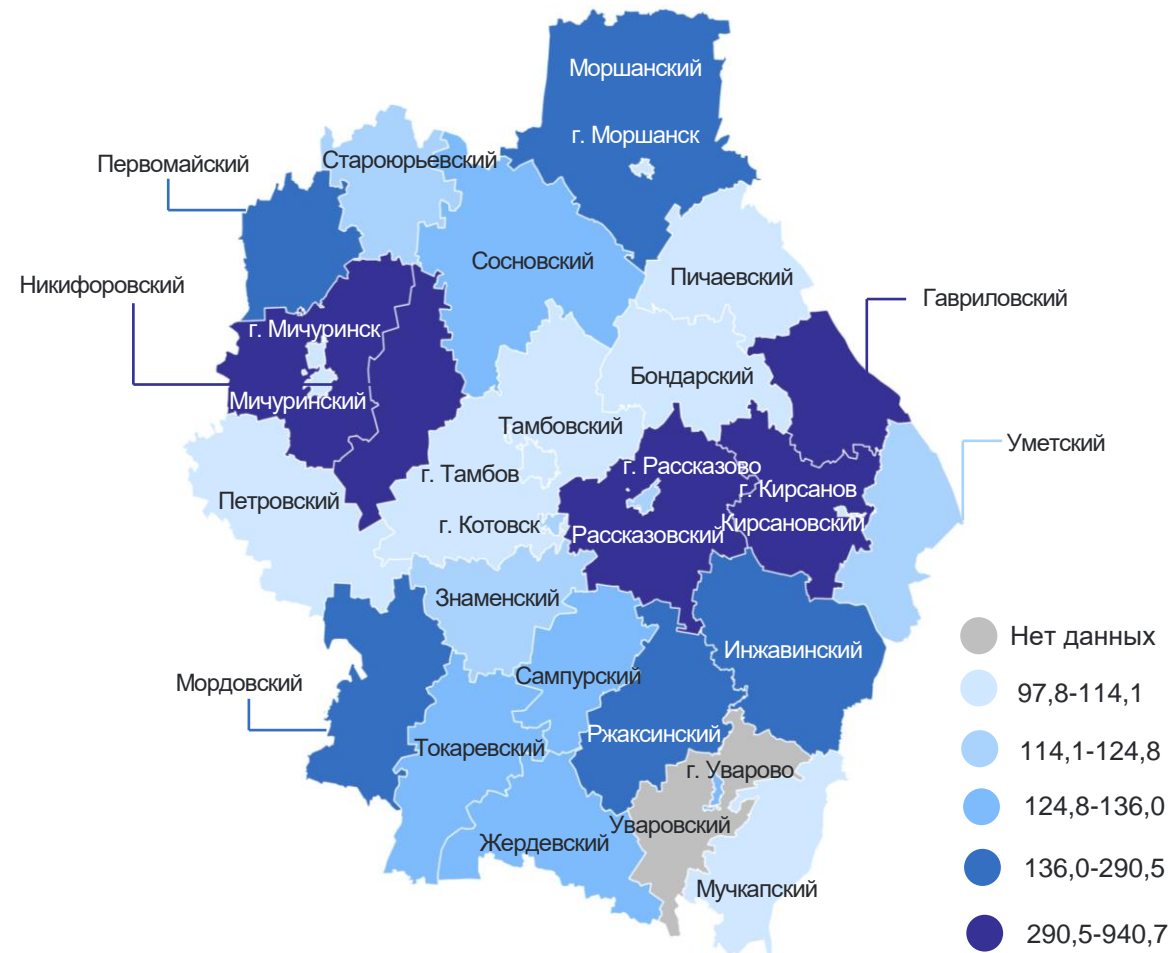 Моршанский
г. Моршанск
Первомайский
Староюрьевский
Сосновский
Пичаевский
Никифоровский
Гавриловский
г. Мичуринск
Мичуринский
Бондарский
Тамбовский
Уметский
г. Рассказово
г. Тамбов
г. Кирсанов
Петровский
г. Котовск
Рассказовский
Кирсановский
Знаменский
Инжавинский
Сампурский
Мордовский
Ржаксинский
Токаревский
г. Уварово
Уваровский
Жердевский
Мучкапский
Нет данных
97,8-114,1
114,1-124,8
124,8-136,0
136,0-290,5
290,5-940,7